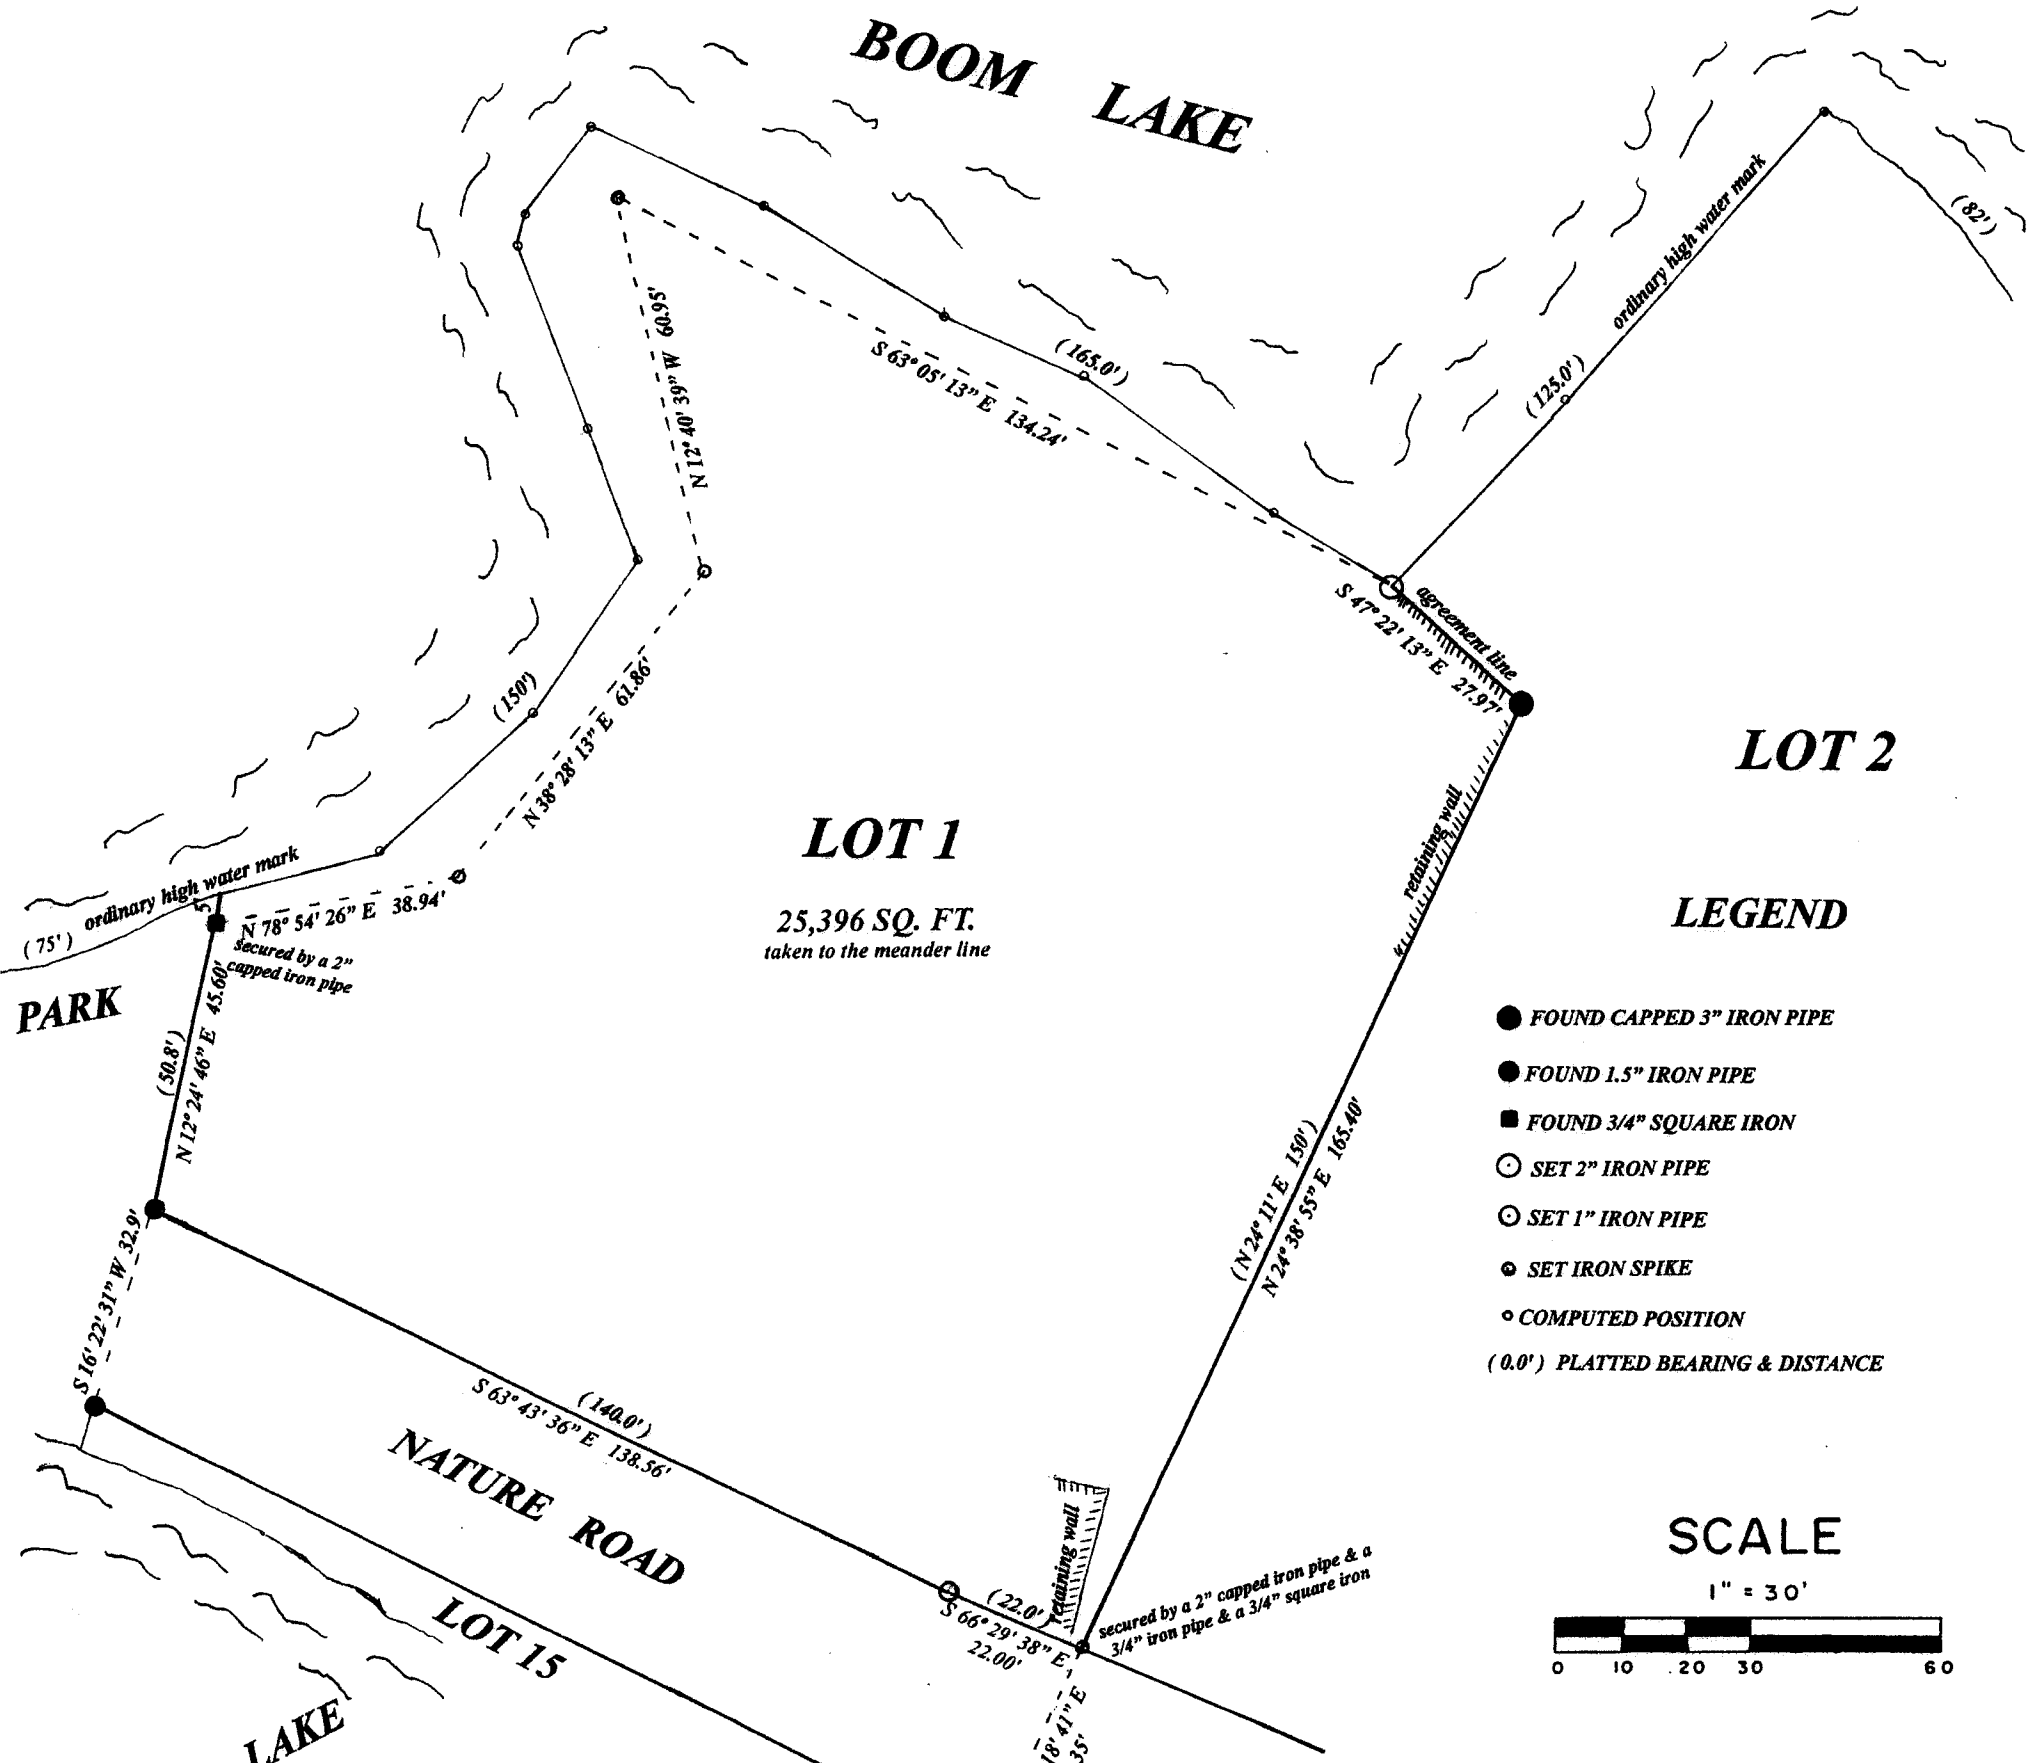 BOOM LAKE
ordinary high water mark
(82')
(125.0')
(165.0')
S 63° 05' 13" E 134.24'
N 12° 40' 39" W 60.95'
N 38° 28' 13" E 61.86'
(150')
agreement line
S 47° 22' 13" E 27.97'
LOT 2
retaining wall
LOT 1
25,396 SQ. FT.
taken to the meander line
ordinary high water mark
(75')
5'
N 78° 54' 26" E 38.94'
secured by a 2"
capped iron pipe
PARK
(50.8')
N 12° 24' 46" E 45.60'
S 16' 22' 31" W 32.9'
(N 24° 11' E 150')
N 24° 38' 55" E 165.40'
(140.0')
S 63° 43' 36" E 138.56'
NATURE ROAD
LOT 15
LAKE
retaining wall
(22.0')
S 66° 29' 38" E
22.00'
secured by a 2" capped iron pipe & a
3/4" iron pipe & a 3/4" square iron
18' 41" E
35'
LEGEND
FOUND CAPPED 3" IRON PIPE
FOUND 1.5" IRON PIPE
FOUND 3/4" SQUARE IRON
SET 2" IRON PIPE
SET 1" IRON PIPE
SET IRON SPIKE
COMPUTED POSITION
(0.0') PLATTED BEARING & DISTANCE
SCALE
1" = 30'
0 10 20 30 60